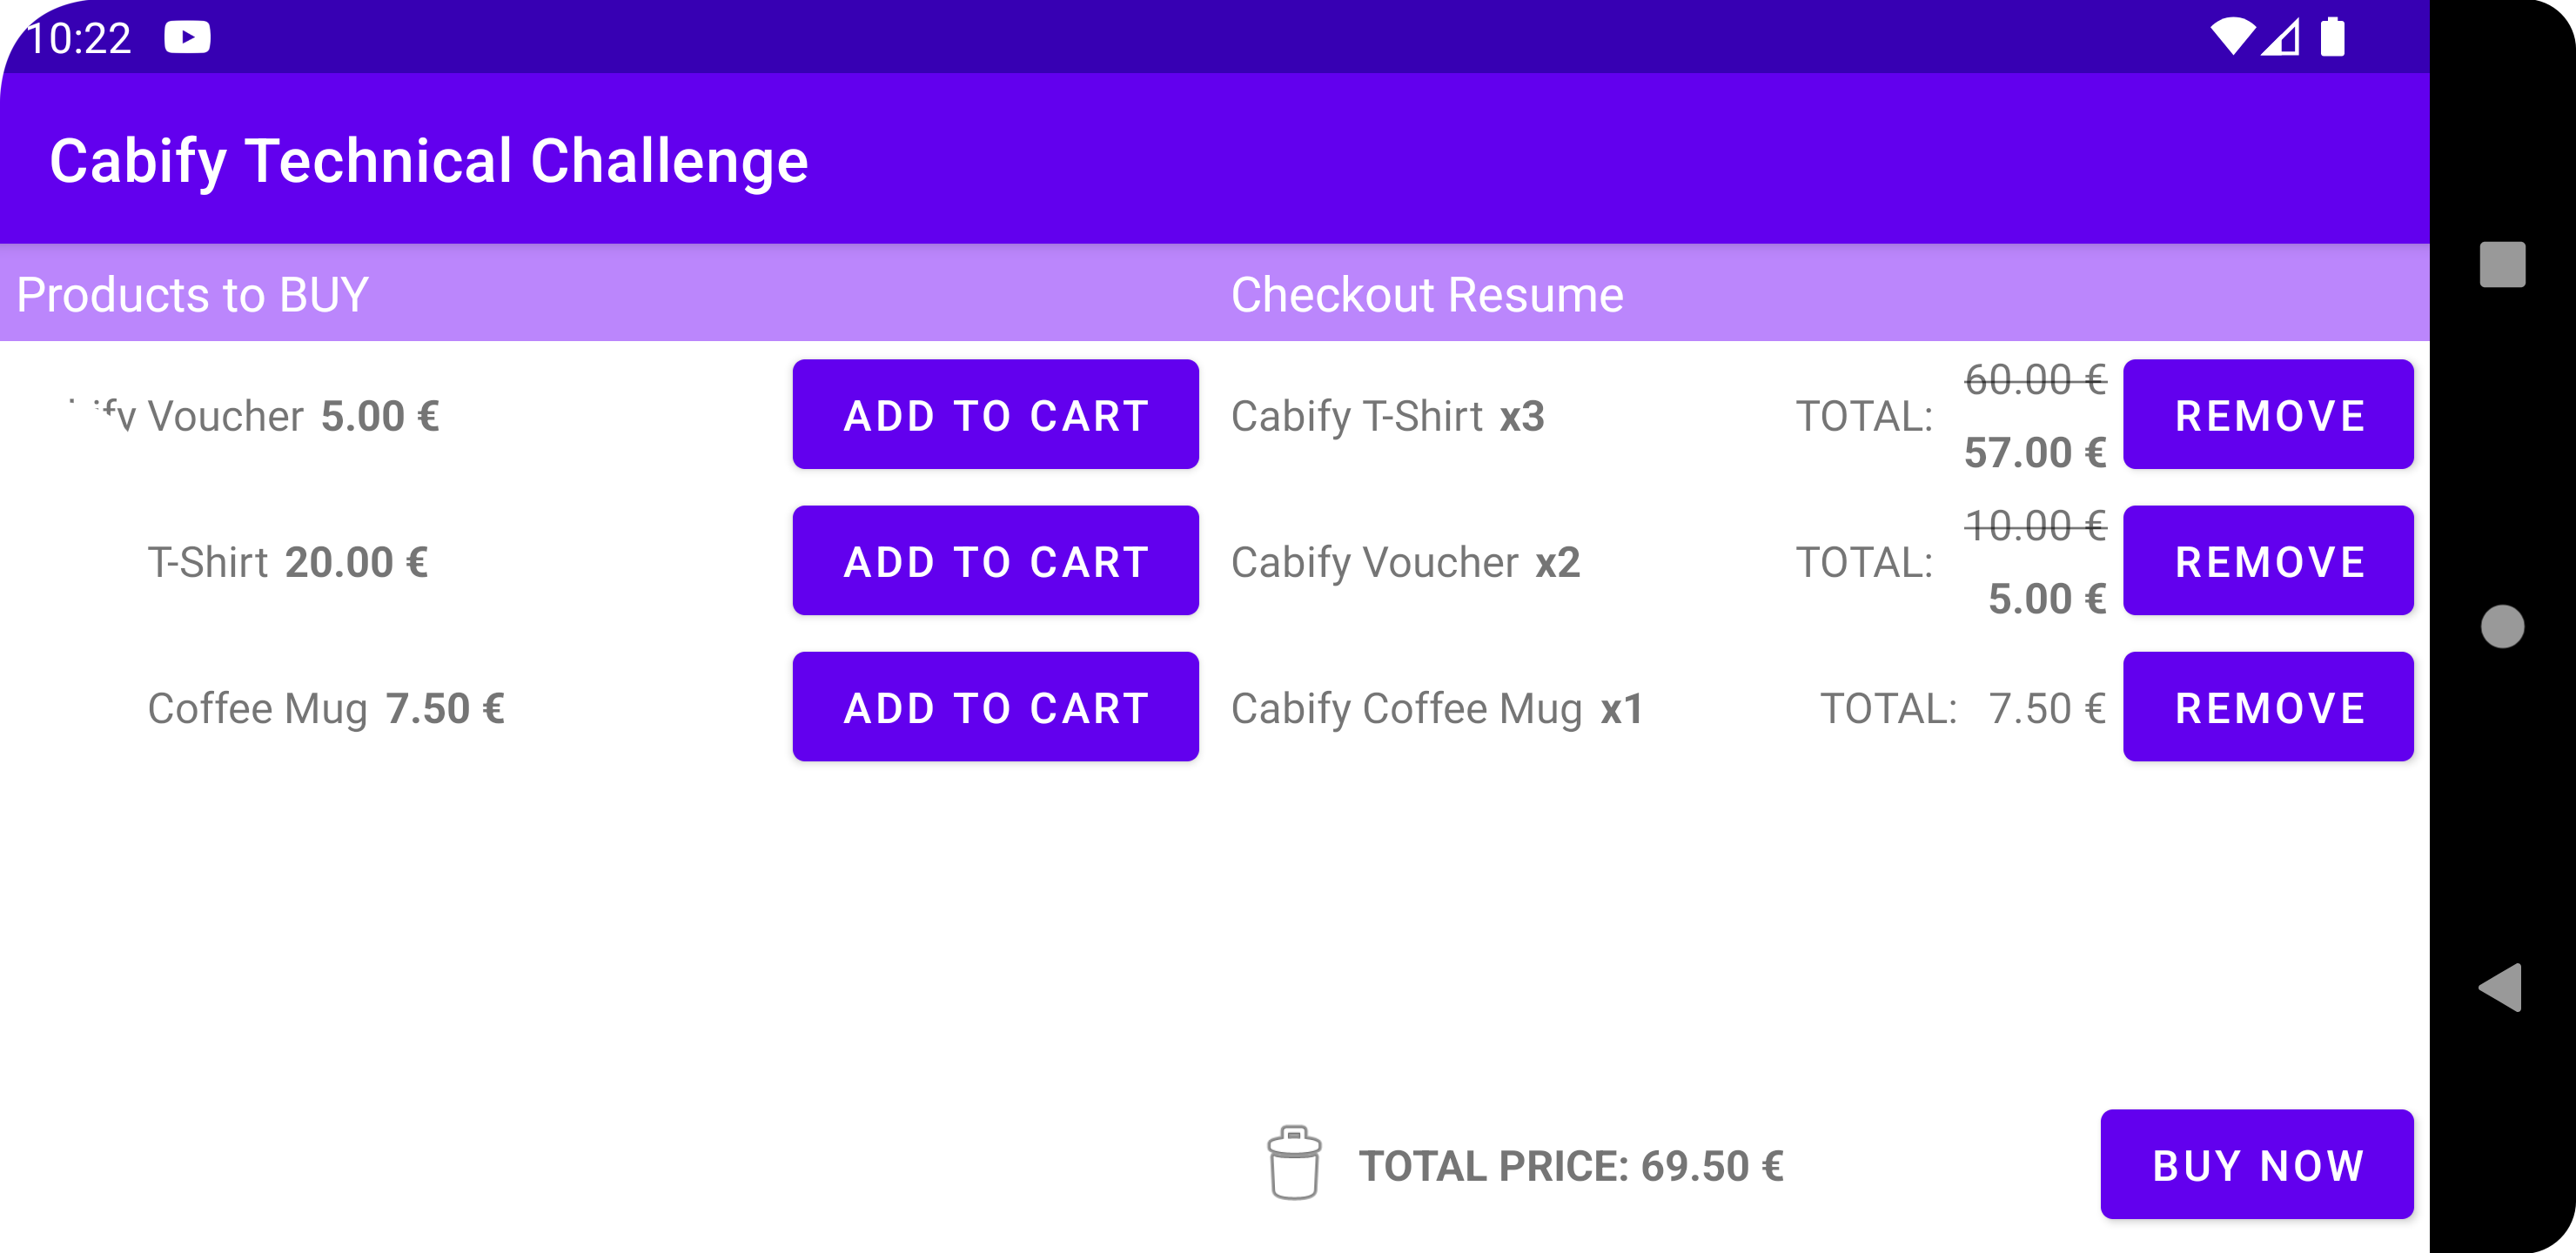 10:22
Cabify Technical Challenge
Products to BUY
Checkout Resume
Voucher 5.00 €
ADD TO CART
Cabify T-Shirt x3
TOTAL:
60.00 €
57.00 €
REMOVE
T-Shirt 20.00 €
ADD TO CART
Cabify Voucher x2
TOTAL:
10.00 €
5.00 €
REMOVE
Coffee Mug 7.50 €
ADD TO CART
Cabify Coffee Mug x1
TOTAL: 7.50 €
REMOVE
TOTAL PRICE: 69.50 €
BUY NOW